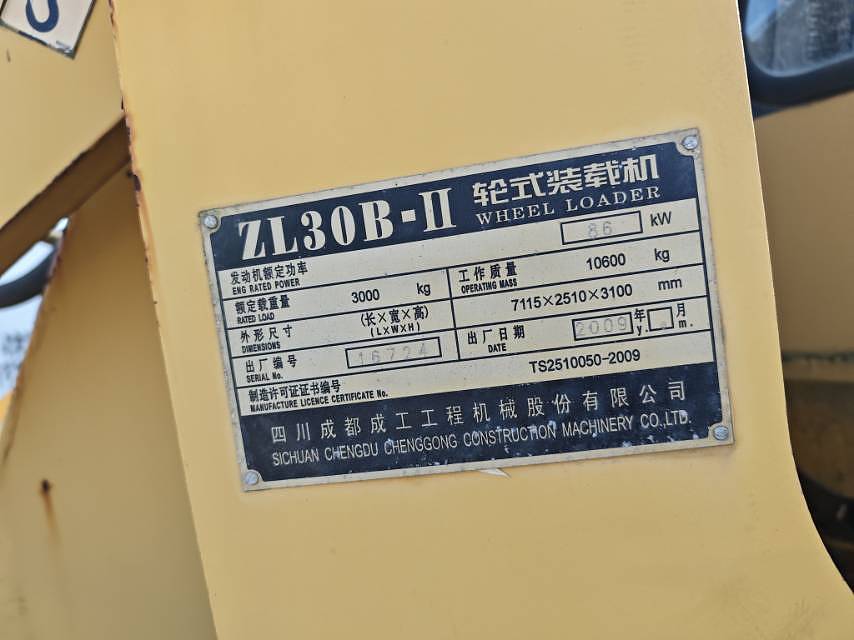 ZL30B-II 轮式装载机
WHEEL LOADER
发动机额定功率 86 kW
ENG RATED POWER
额定载重量 3000 kg 工作质量 10600 kg
RATED LOAD OPERATING MASS
外形尺寸 (长×宽×高) 7115×2510×3100 mm
DIMENSIONS (L×W×H)
出厂编号 16724 出厂日期 2009 年 月
SERIAL No. DATE y. m.
制造许可证证书编号 TS2510050-2009
MANUFACTURE LICENCE CERTIFICATE No.
四川成都成工工程机械股份有限公司
SICHUAN CHENGDU CHENGGONG CONSTRUCTION MACHINERY CO.,LTD.